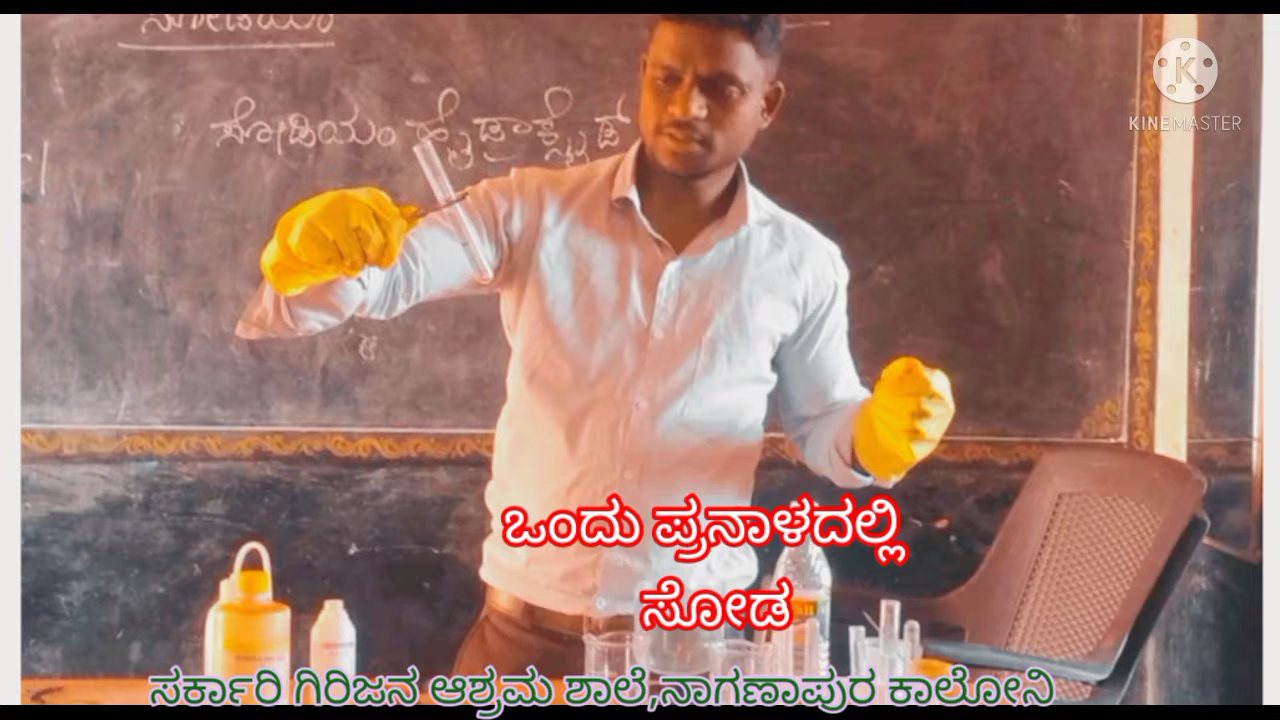 ಸೋಡಿಯಂ
KINEMASTER
ಸೋಡಿಯಂ ಹೈಡ್ರಾಕ್ಸೈಡ್
ಒಂದು ಪ್ರನಾಳದಲ್ಲಿ
ಸೋಡ
ಸರ್ಕಾರಿ ಗಿರಿಜನ ಆಶ್ರಮ ಶಾಲೆ,ನಾಗಣಾಪುರ ಕಾಲೋನಿ